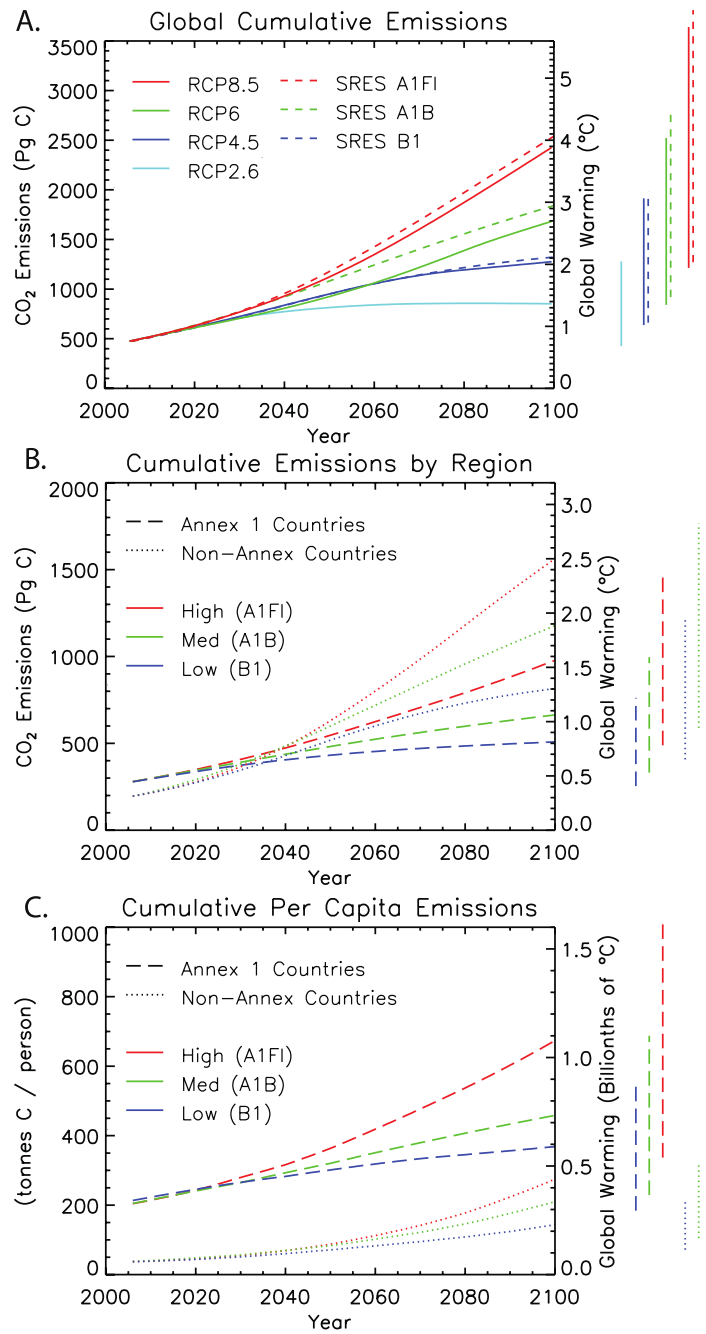 A.
Global Cumulative Emissions
3500
3000
2500
2000
1500
1000
500
0
CO2 Emissions (Pg C)
RCP8.5
RCP6
RCP4.5
RCP2.6
SRES A1FI
SRES A1B
SRES B1
5
4
3
2
1
0
Global Warming (°C)
2000 2020 2040 2060 2080 2100
Year
B.
Cumulative Emissions by Region
2000
1500
1000
500
0
CO2 Emissions (Pg C)
Annex 1 Countries
Non-Annex Countries
High (A1FI)
Med (A1B)
Low (B1)
3.0
2.5
2.0
1.5
1.0
0.5
0.0
Global Warming (°C)
2000 2020 2040 2060 2080 2100
Year
C.
Cumulative Per Capita Emissions
1000
800
600
400
200
0
(tonnes C / person)
Annex 1 Countries
Non-Annex Countries
High (A1FI)
Med (A1B)
Low (B1)
1.5
1.0
0.5
0.0
Global Warming (Billionths of °C)
2000 2020 2040 2060 2080 2100
Year